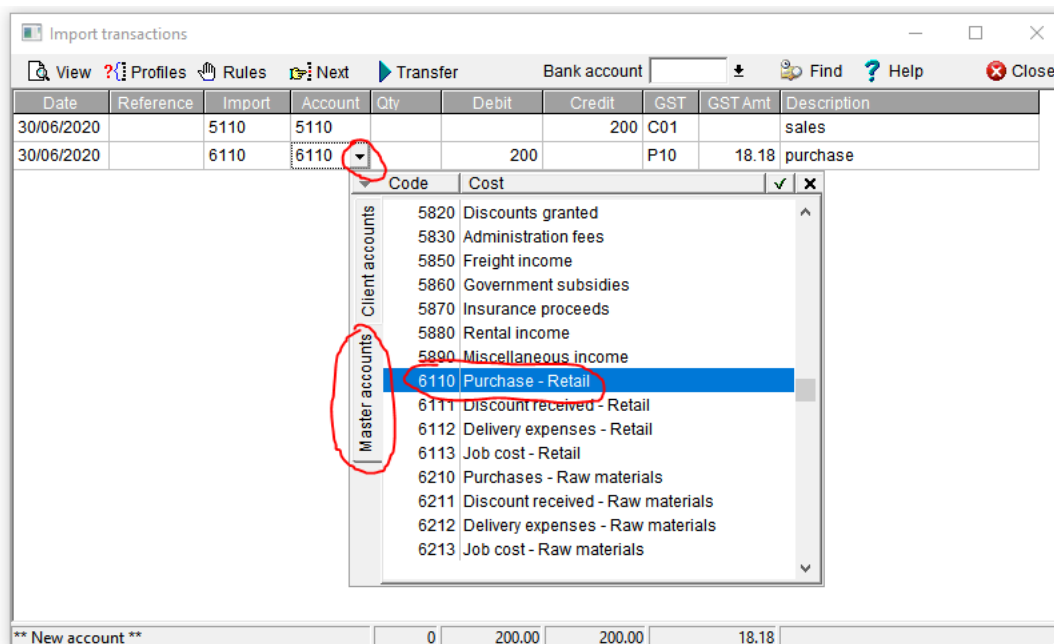 Import transactions
View ?{ Profiles Rules Next Transfer Bank account Find ? Help Close
Date Reference Import Account Qty Debit Credit GST GST Amt Description
30/06/2020 5110 5110 200 C01 sales
30/06/2020 6110 6110 200 P10 18.18 purchase
Code Cost
Client accounts
Master accounts
5820 Discounts granted
5830 Administration fees
5850 Freight income
5860 Government subsidies
5870 Insurance proceeds
5880 Rental income
5890 Miscellaneous income
6110 Purchase - Retail
6111 Discount received - Retail
6112 Delivery expenses - Retail
6113 Job cost - Retail
6210 Purchases - Raw materials
6211 Discount received - Raw materials
6212 Delivery expenses - Raw materials
6213 Job cost - Raw materials
** New account ** 0 200.00 200.00 18.18